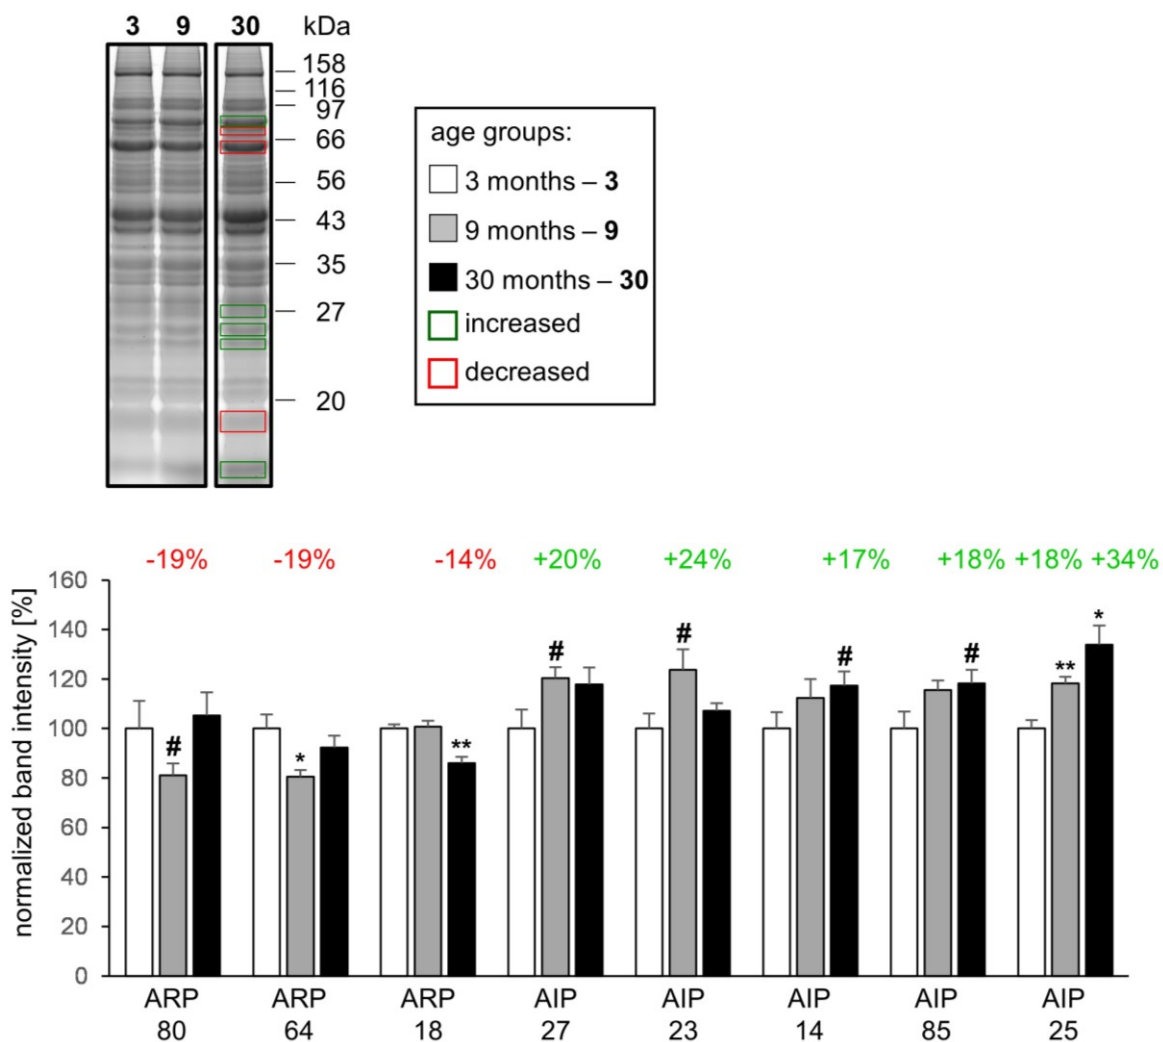 3 9 30 kDa
158
116
97
66
56
43
35
27
20
age groups:
3 months – 3
9 months – 9
30 months – 30
increased
decreased
-19% -19% -14% +20% +24% +17% +18% +18% +34%
normalized band intensity [%]
160
140
120
100
80
60
40
20
0
# * ** # # # # ** *
ARP ARP ARP AIP AIP AIP AIP AIP
80 64 18 27 23 14 85 25